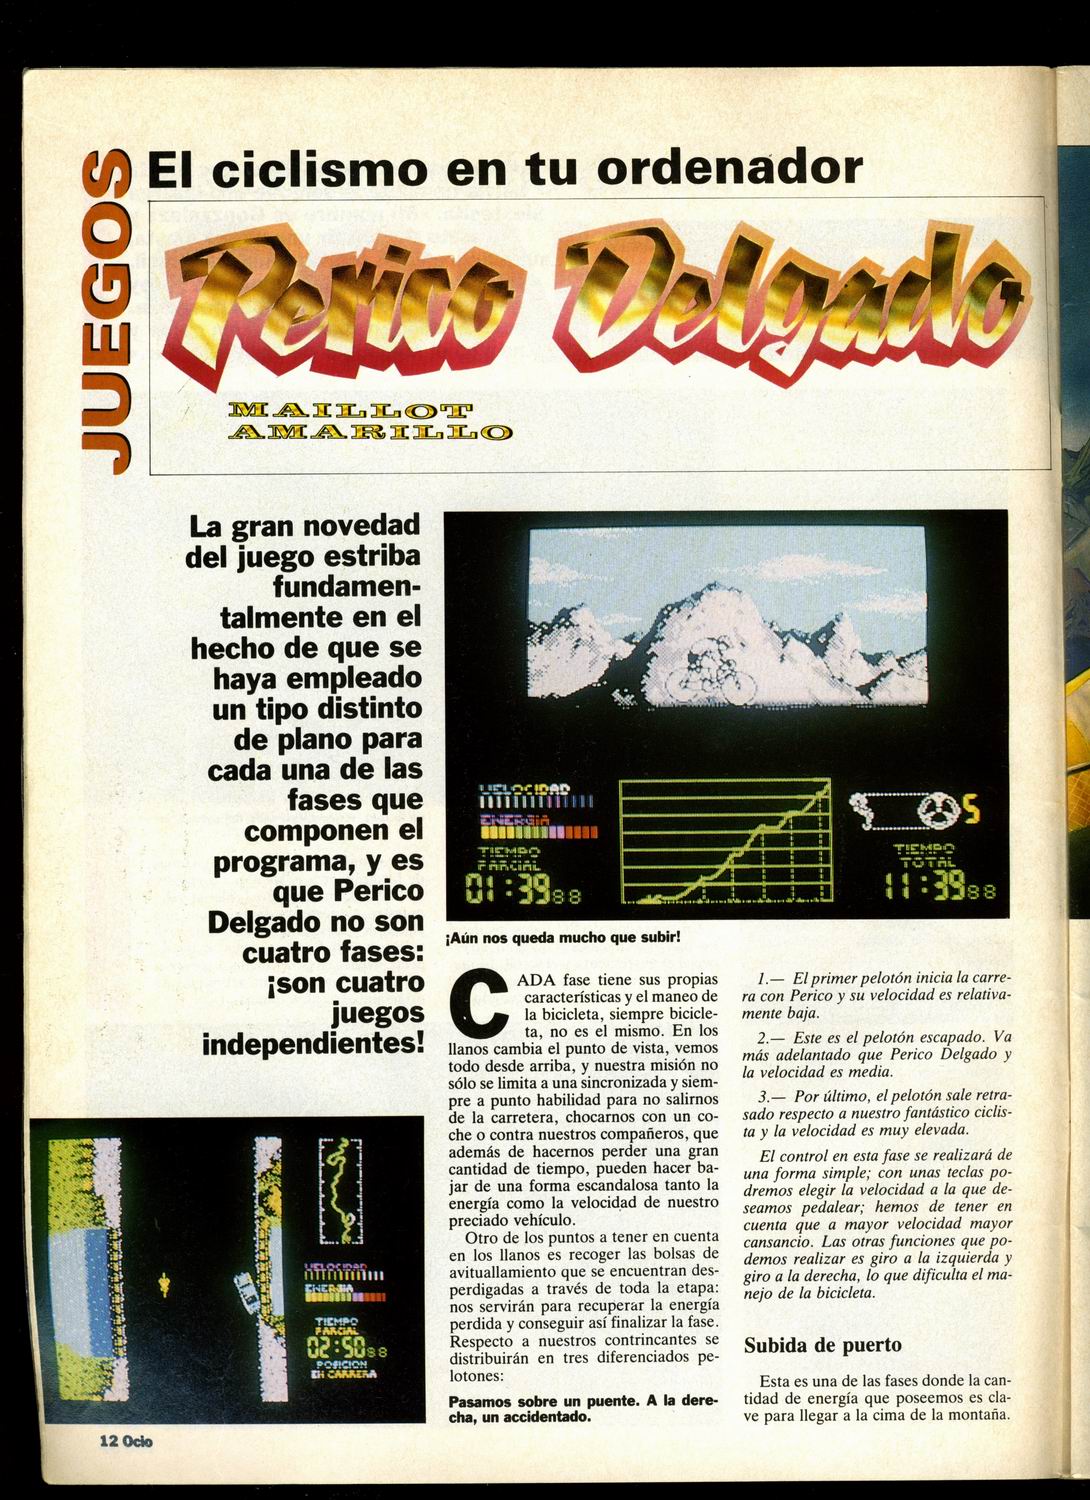 JUEGOS
El ciclismo en tu ordenador
Perico Delgado
MAILLOT
AMARILLO
La gran novedad
del juego estriba
fundamen-
talmente en el
hecho de que se
haya empleado
un tipo distinto
de plano para
cada una de las
fases que
componen el
programa, y es
que Perico
Delgado no son
cuatro fases:
¡son cuatro
juegos
independientes!
VELOCIDAD
ENERGIA
TIEMPO
PARCIAL
01:39 88
5
TIEMPO
TOTAL
11:39 88
¡Aún nos queda mucho que subir!
CADA fase tiene sus propias
características y el maneo de
la bicicleta, siempre bicicle-
ta, no es el mismo. En los
llanos cambia el punto de vista, vemos
todo desde arriba, y nuestra misión no
sólo se limita a una sincronizada y siem-
pre a punto habilidad para no salirnos
de la carretera, chocarnos con un co-
che o contra nuestros compañeros, que
además de hacernos perder una gran
cantidad de tiempo, pueden hacer ba-
jar de una forma escandalosa tanto la
energía como la velocidad de nuestro
preciado vehículo.
Otro de los puntos a tener en cuenta
en los llanos es recoger las bolsas de
avituallamiento que se encuentran des-
perdigadas a través de toda la etapa:
nos servirán para recuperar la energía
perdida y conseguir así finalizar la fase.
Respecto a nuestros contrincantes se
distribuirán en tres diferenciados pe-
lotones:
Pasamos sobre un puente. A la dere-
cha, un accidentado.
1.— El primer pelotón inicia la carre-
ra con Perico y su velocidad es relativa-
mente baja.
2.— Este es el pelotón escapado. Va
más adelantado que Perico Delgado y
la velocidad es media.
3.— Por último, el pelotón sale retra-
sado respecto a nuestro fantástico ciclis-
ta y la velocidad es muy elevada.
El control en esta fase se realizará de
una forma simple; con unas teclas po-
dremos elegir la velocidad a la que de-
seamos pedalear; hemos de tener en
cuenta que a mayor velocidad mayor
cansancio. Las otras funciones que po-
demos realizar es giro a la izquierda y
giro a la derecha, lo que dificulta el ma-
nejo de la bicicleta.
Subida de puerto
Esta es una de las fases donde la can-
tidad de energía que poseemos es cla-
ve para llegar a la cima de la montaña.
VELOCIDAD
ENERGIA
TIEMPO
PARCIAL
02:50 88
POSICION
EN CARRERA
12 Ocio